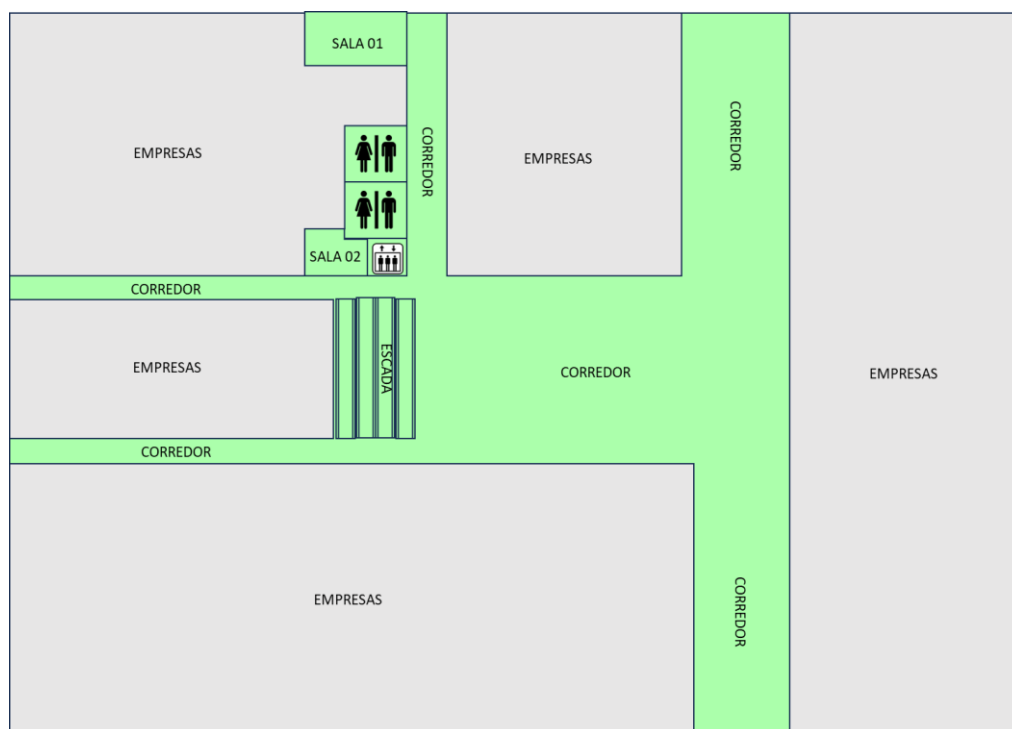 SALA 01
CORREDOR
CORREDOR
EMPRESAS
EMPRESAS
SALA 02
CORREDOR
EMPRESAS
ESCADA
CORREDOR
EMPRESAS
CORREDOR
EMPRESAS
CORREDOR